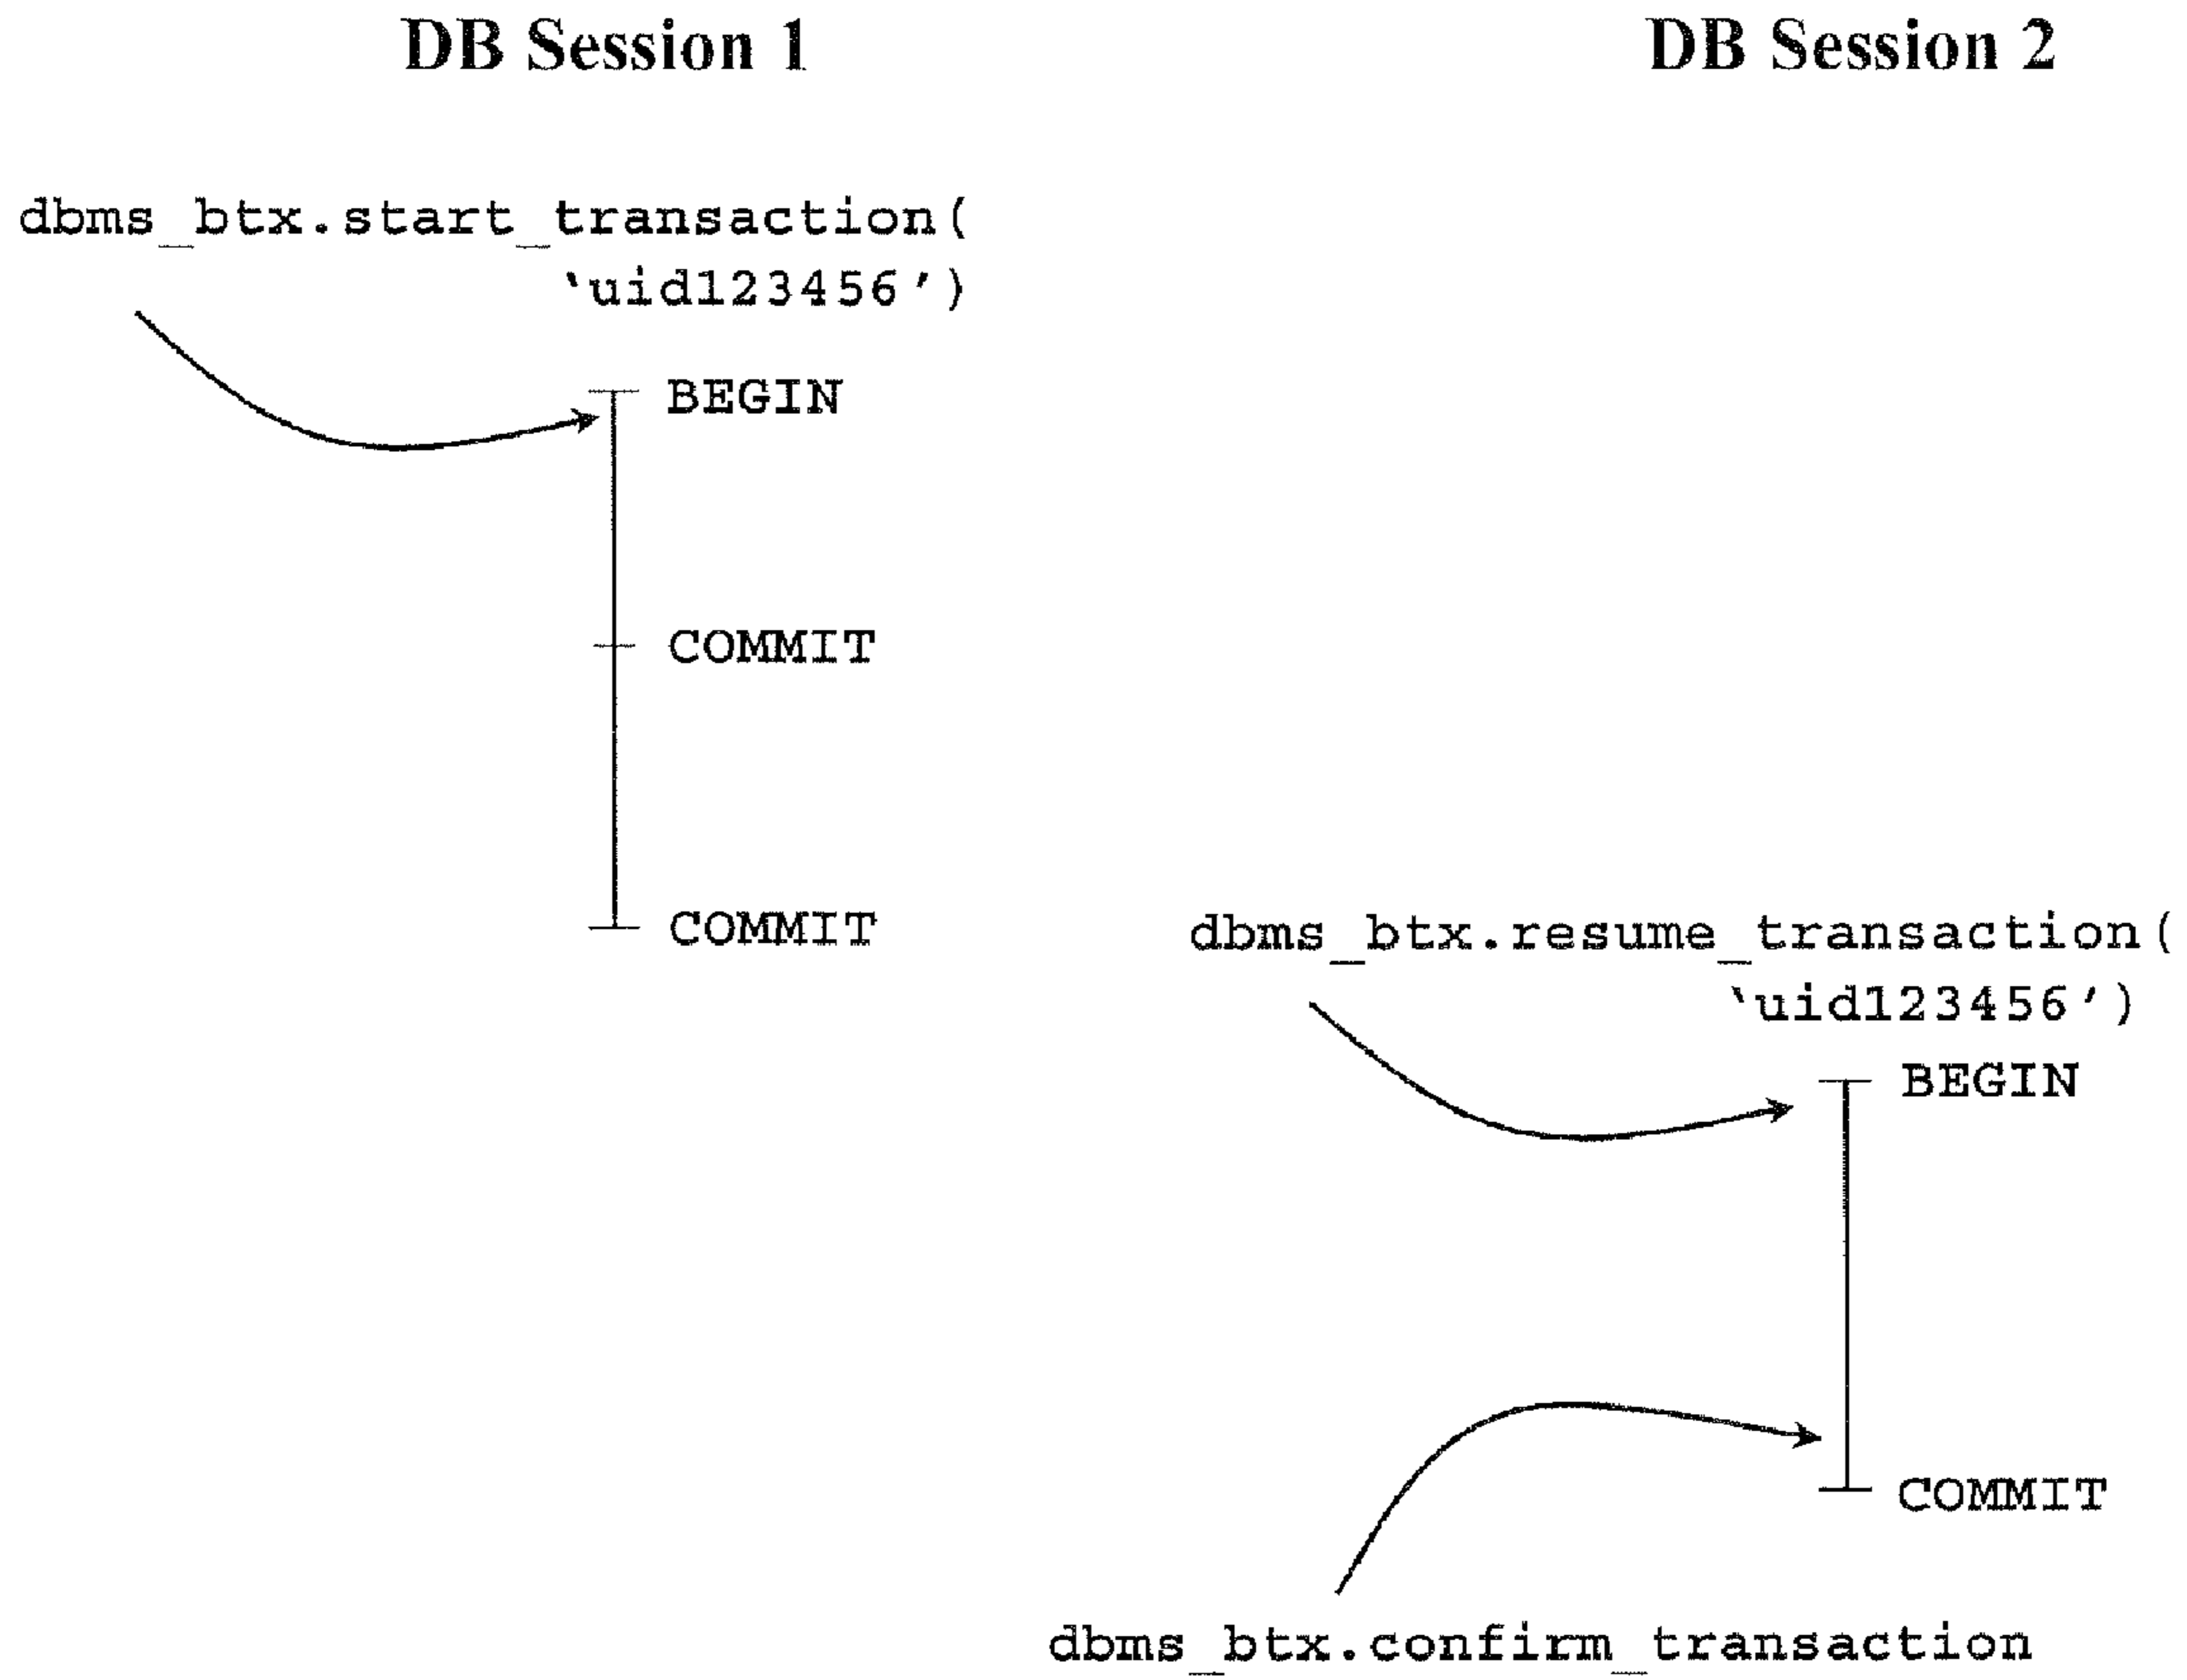 DB Session 1
DB Session 2
dbms_btx.start_transaction(
‘uid123456’)
BEGIN
COMMIT
COMMIT
dbms_btx.resume_transaction(
‘uid123456’)
BEGIN
COMMIT
dbms_btx.confirm_transaction